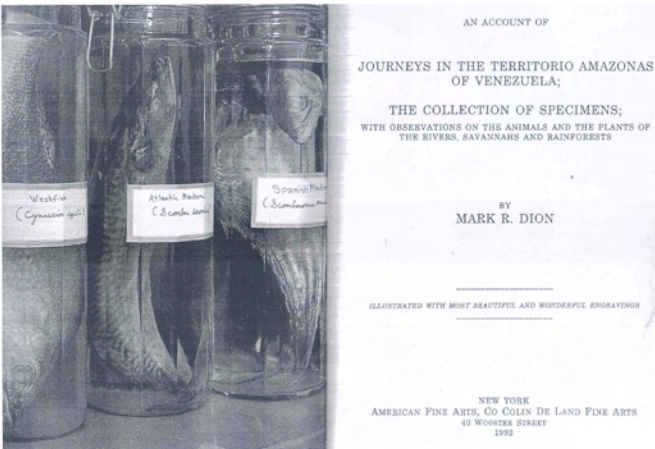 Weakfish
(Cynoscion
Atlantic
(Scomber
Spanish
AN ACCOUNT OF
JOURNEYS IN THE TERRITORIO AMAZONAS
OF VENEZUELA;
THE COLLECTION OF SPECIMENS;
WITH OBSERVATIONS ON THE ANIMALS AND THE PLANTS OF
THE RIVERS, SAVANNAHS AND RAINFORESTS
BY
MARK R. DION
ILLUSTRATED WITH MOST BEAUTIFUL AND WONDERFUL ENGRAVINGS
NEW YORK
AMERICAN FINE ARTS, CO COLIN DE LAND FINE ARTS
40 WOOSTER STREET
1992